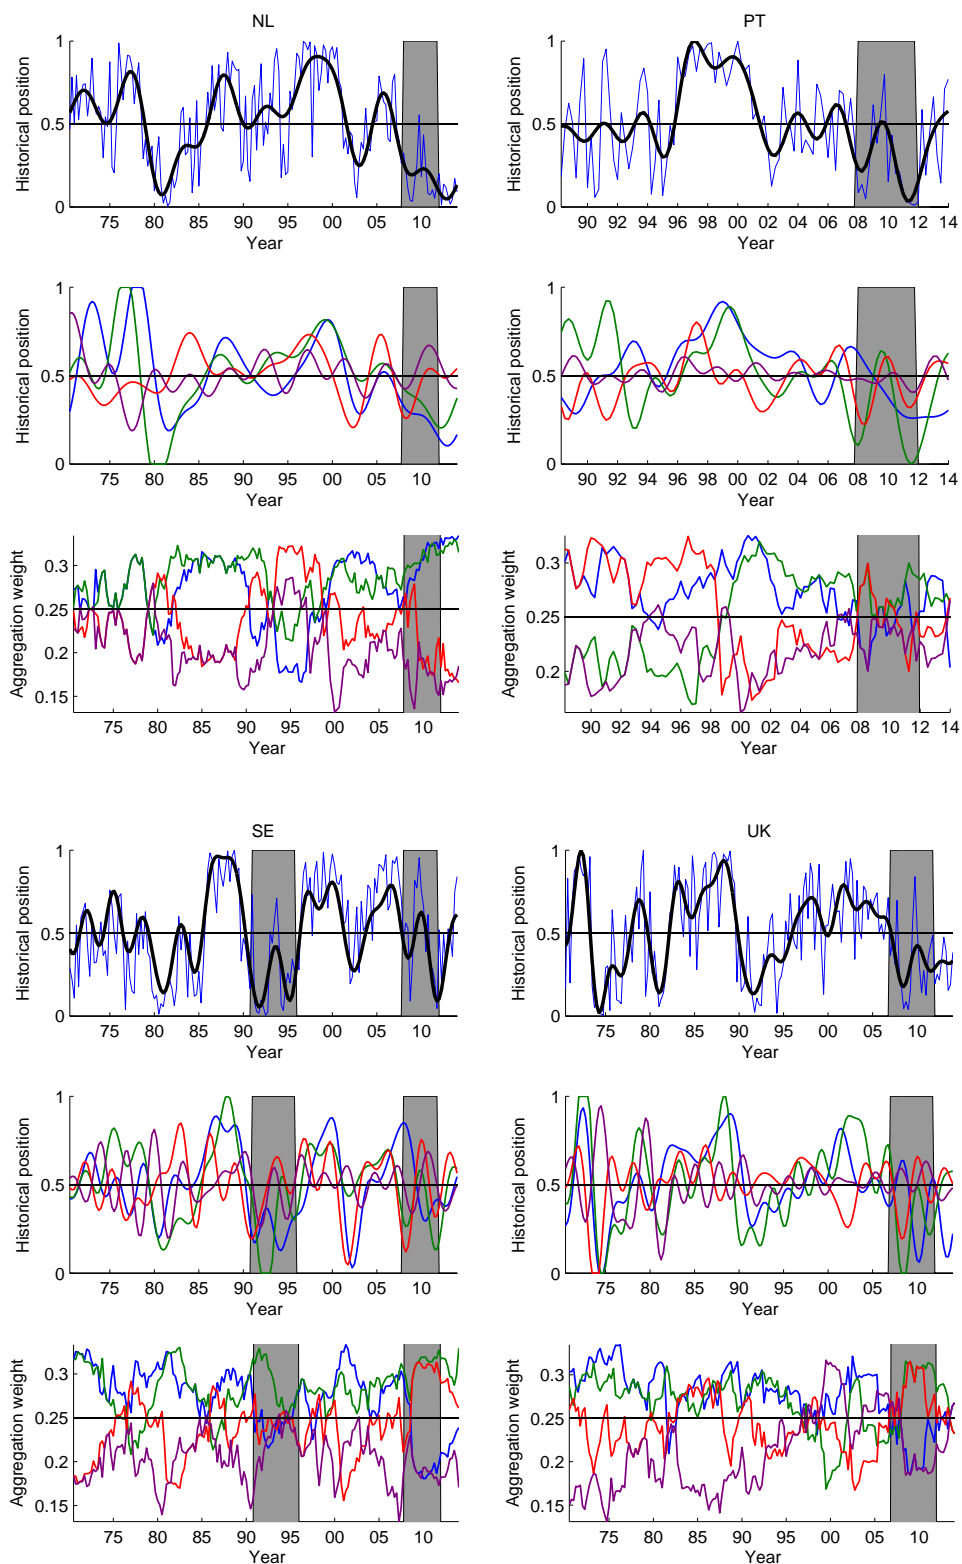 NL
Historical position
1
0.5
0
75 80 85 90 95 00 05 10
Year
PT
Historical position
1
0.5
0
90 92 94 96 98 00 02 04 06 08 10 12 14
Year
Historical position
1
0.5
0
75 80 85 90 95 00 05 10
Year
Historical position
1
0.5
0
90 92 94 96 98 00 02 04 06 08 10 12 14
Year
Aggregation weight
0.3
0.25
0.2
0.15
75 80 85 90 95 00 05 10
Year
Aggregation weight
0.3
0.25
0.2
90 92 94 96 98 00 02 04 06 08 10 12 14
Year
SE
Historical position
1
0.5
0
75 80 85 90 95 00 05 10
Year
UK
Historical position
1
0.5
0
75 80 85 90 95 00 05 10
Year
Historical position
1
0.5
0
75 80 85 90 95 00 05 10
Year
Historical position
1
0.5
0
75 80 85 90 95 00 05 10
Year
Aggregation weight
0.3
0.25
0.2
0.15
75 80 85 90 95 00 05 10
Year
Aggregation weight
0.3
0.25
0.2
0.15
75 80 85 90 95 00 05 10
Year